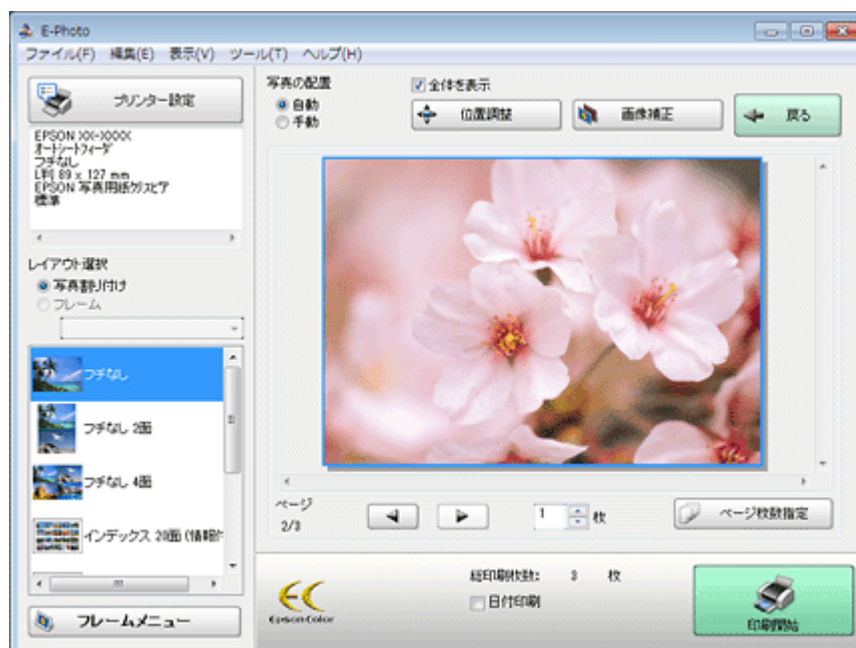 E-Photo
ファイル(F) 編集(E) 表示(V) ツール(T) ヘルプ(H)
プリンター設定
EPSON XX-XXXX
オートシートフィーダ
フチなし
L判 89 x 127 mm
EPSON 写真用紙クリスピア
標準
レイアウト選択
写真割り付け
フレーム
フチなし
フチなし 2面
フチなし 4面
インデックス 20面 (情報付
フレームメニュー
写真の配置
自動
手動
全体を表示
位置調整
画像補正
戻る
ページ
2/3
1 枚
ページ枚数指定
EC
Epson Color
総印刷枚数: 3 枚
日付印刷
印刷開始